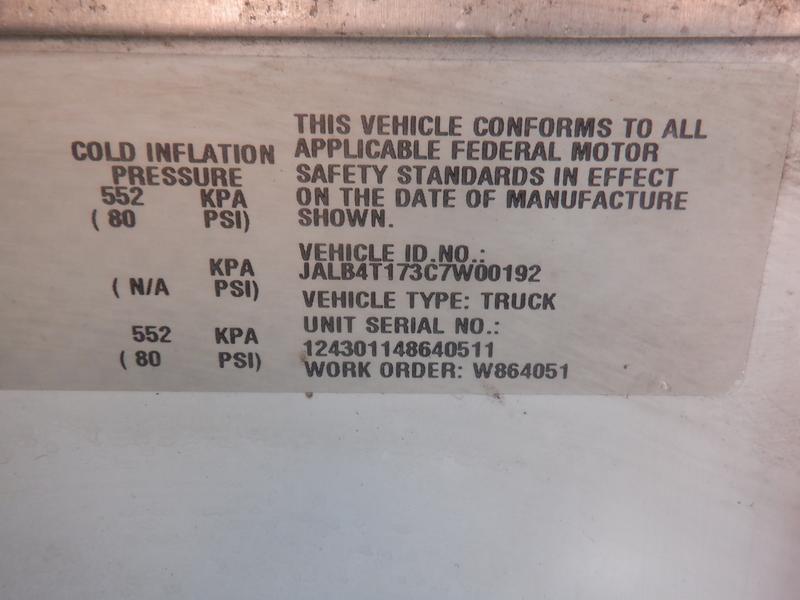 COLD INFLATION
PRESSURE
552 KPA
( 80 PSI)
KPA
( N/A PSI)
552 KPA
( 80 PSI)
THIS VEHICLE CONFORMS TO ALL
APPLICABLE FEDERAL MOTOR
SAFETY STANDARDS IN EFFECT
ON THE DATE OF MANUFACTURE
SHOWN.
VEHICLE ID.NO.:
JALB4T173C7W00192
VEHICLE TYPE: TRUCK
UNIT SERIAL NO.:
124301148640511
WORK ORDER: W864051